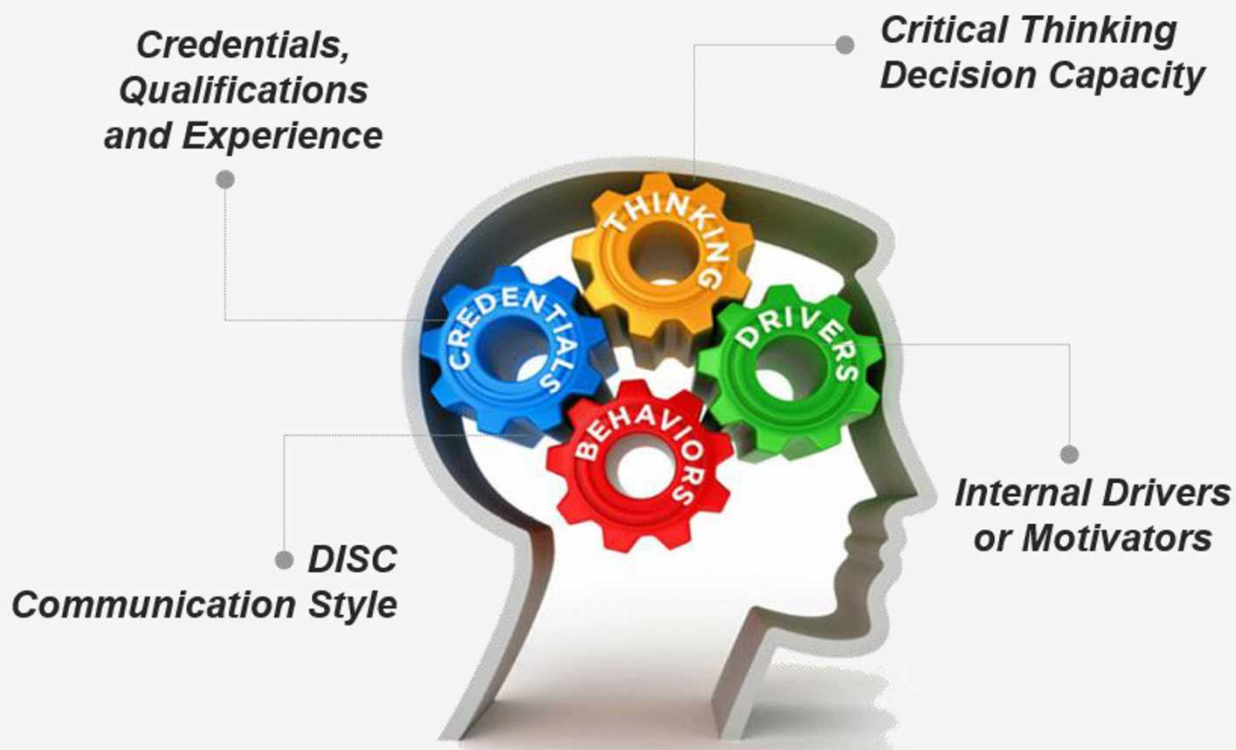 Credentials,
Qualifications
and Experience
Critical Thinking
Decision Capacity
THINKING
CREDENTIALS
DRIVERS
BEHAVIORS
Internal Drivers
or Motivators
DISC
Communication Style